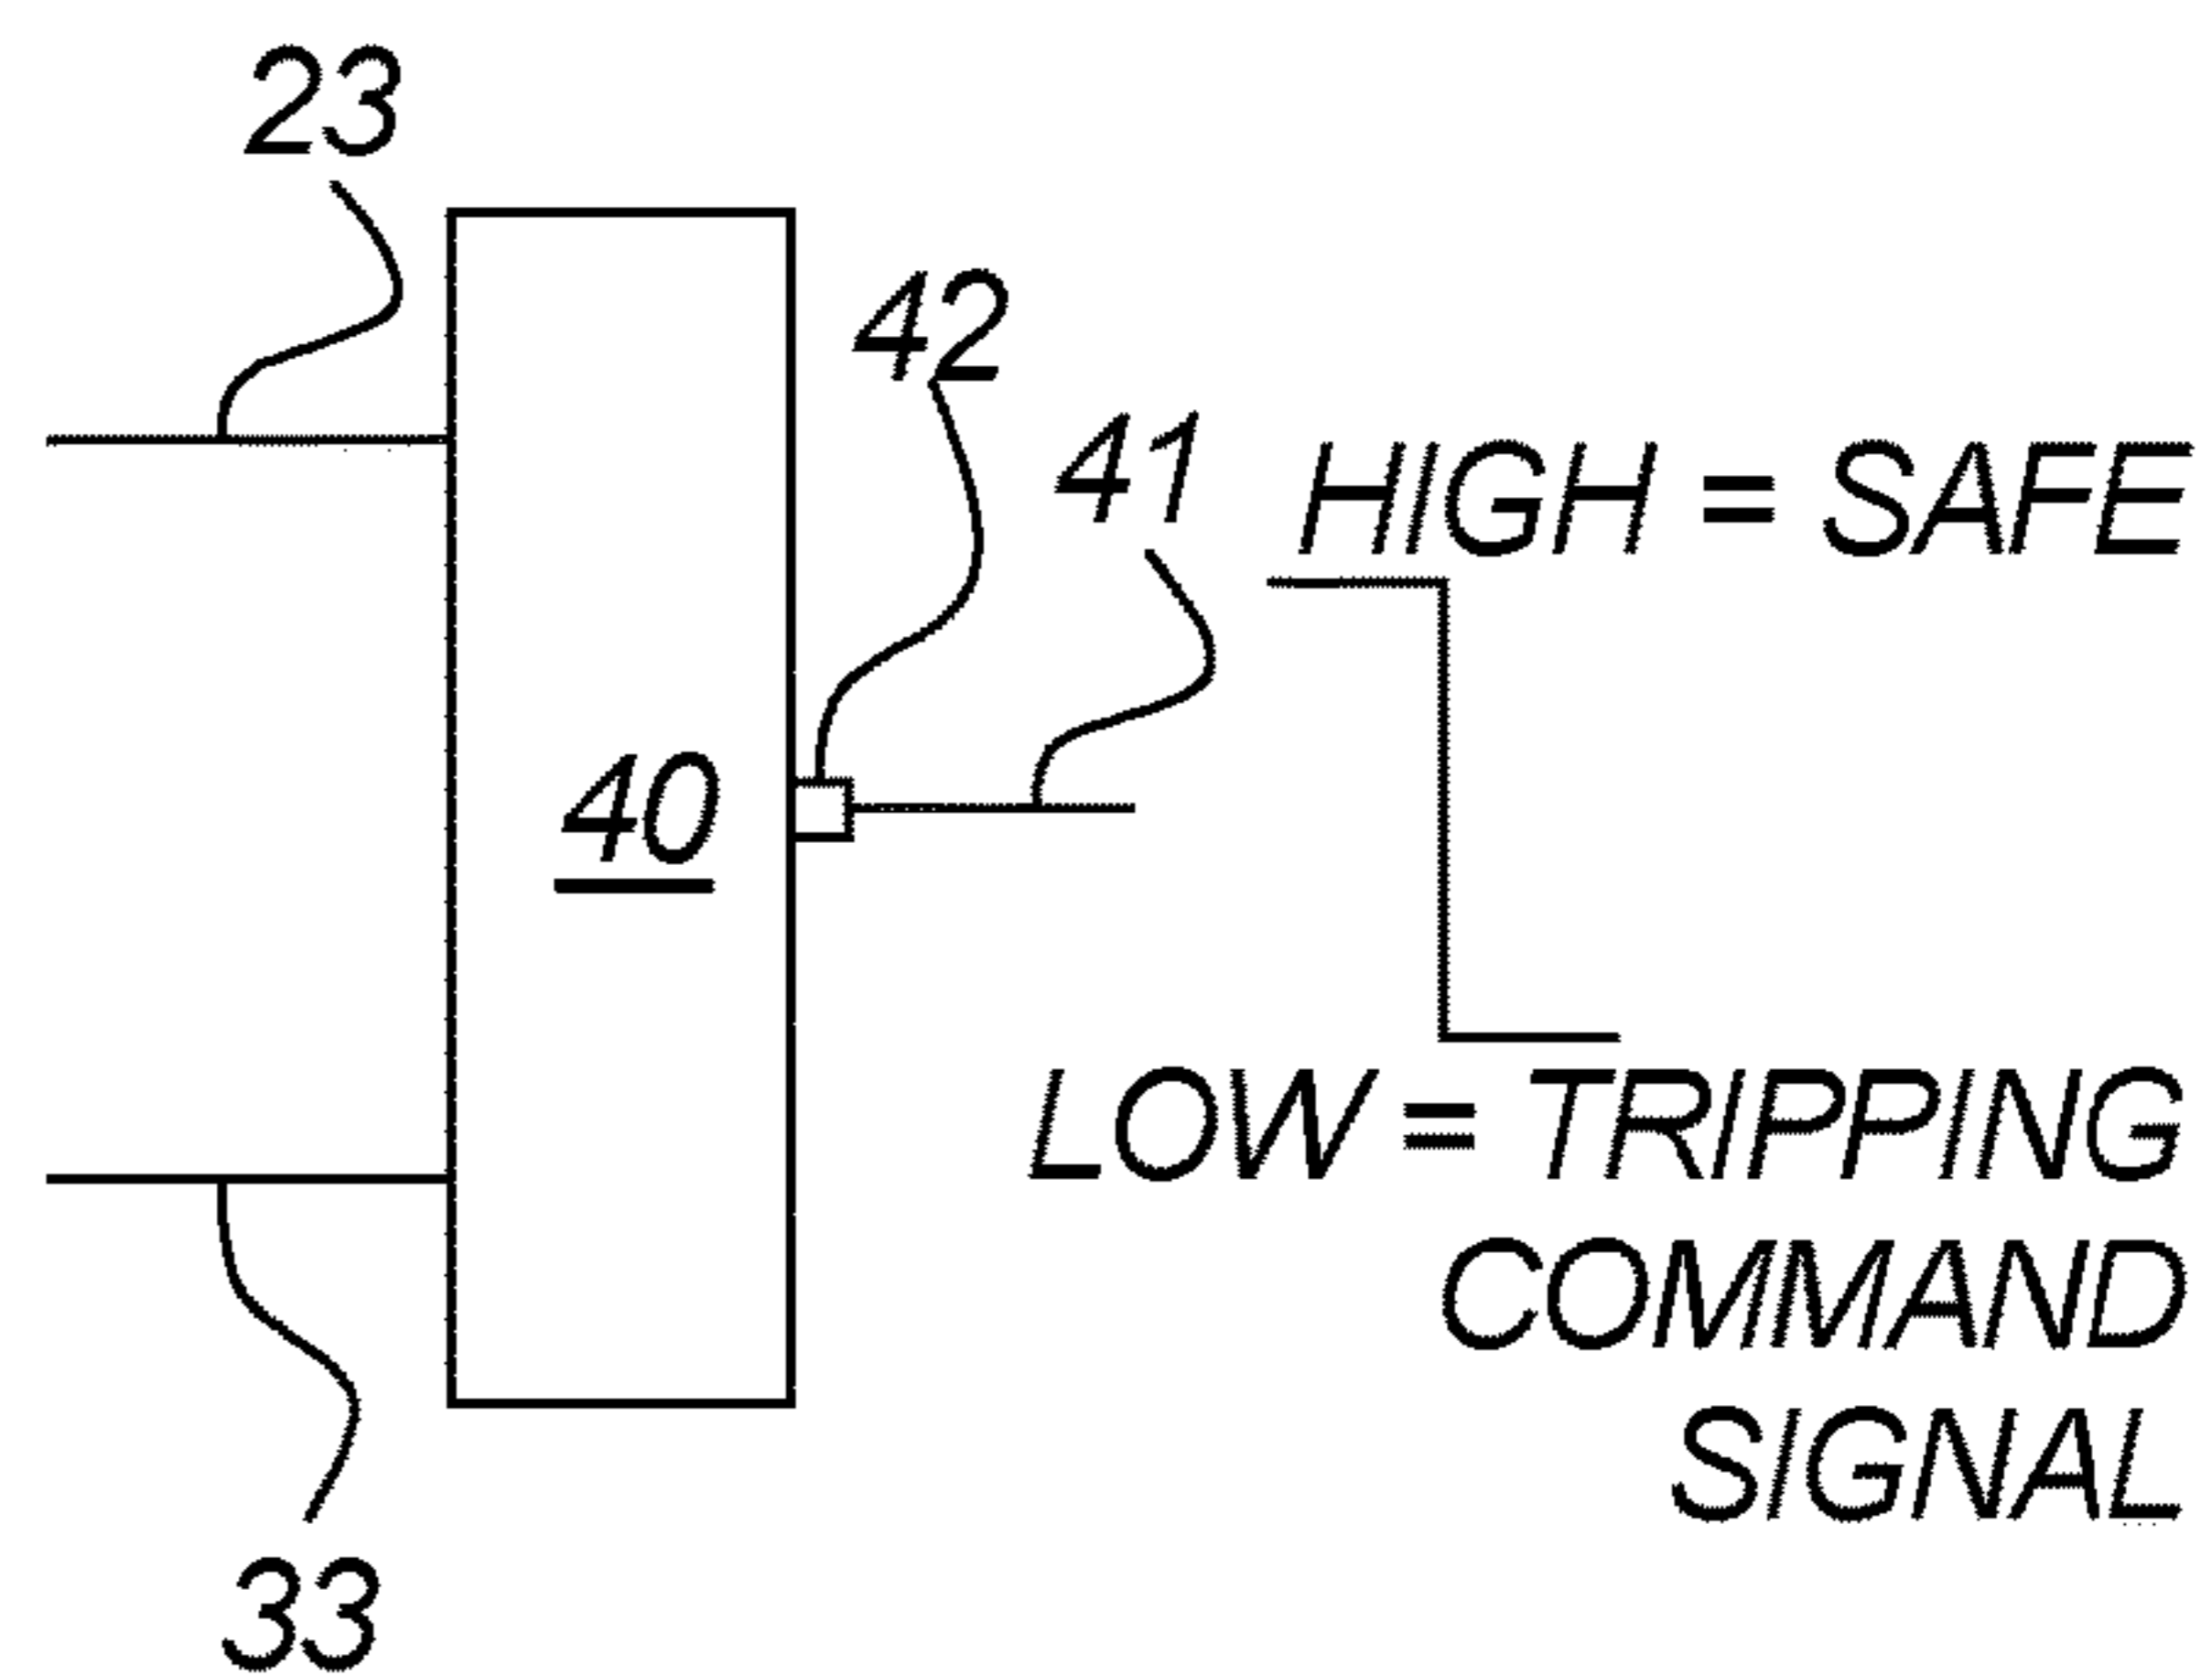 23
42
41
HIGH = SAFE
40
LOW = TRIPPING
COMMAND
SIGNAL
33